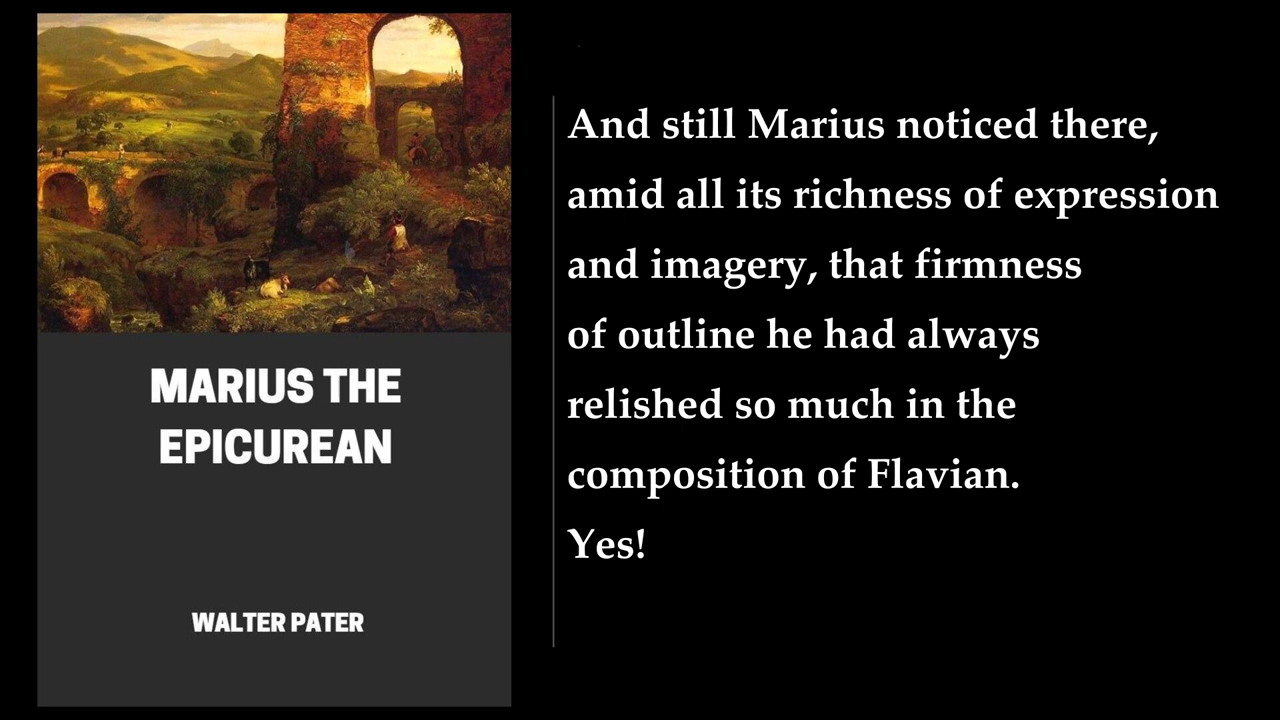 MARIUS THE
EPICUREAN
WALTER PATER
And still Marius noticed there,
amid all its richness of expression
and imagery, that firmness
of outline he had always
relished so much in the
composition of Flavian.
Yes!